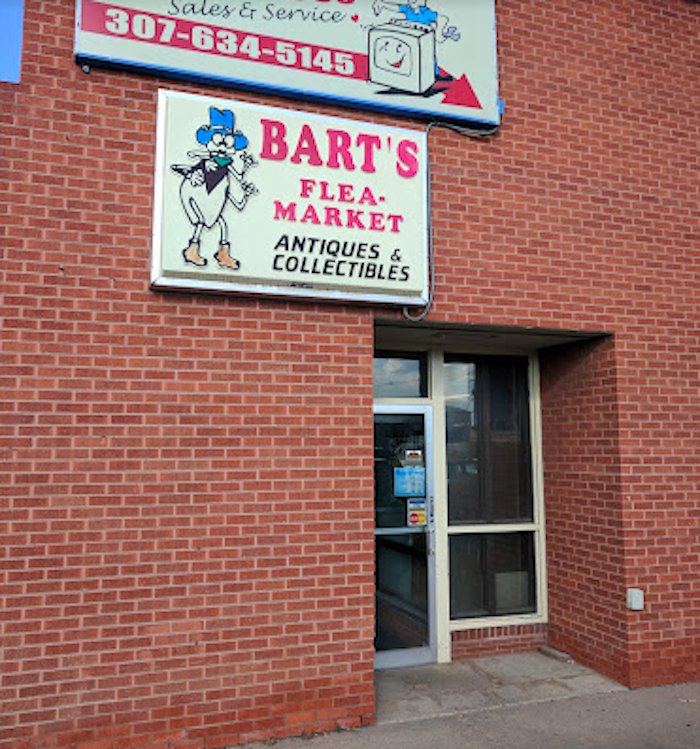 Sales & Service
307-634-5145
BART'S
FLEA-
MARKET
ANTIQUES &
COLLECTIBLES